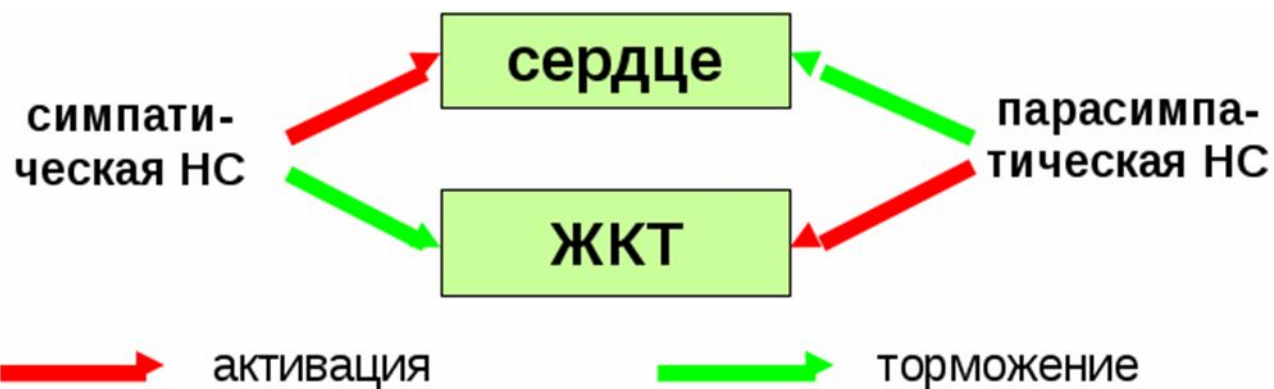 сердце
симпати-
ческая НС
парасимпа-
тическая НС
ЖКТ
активация
торможение